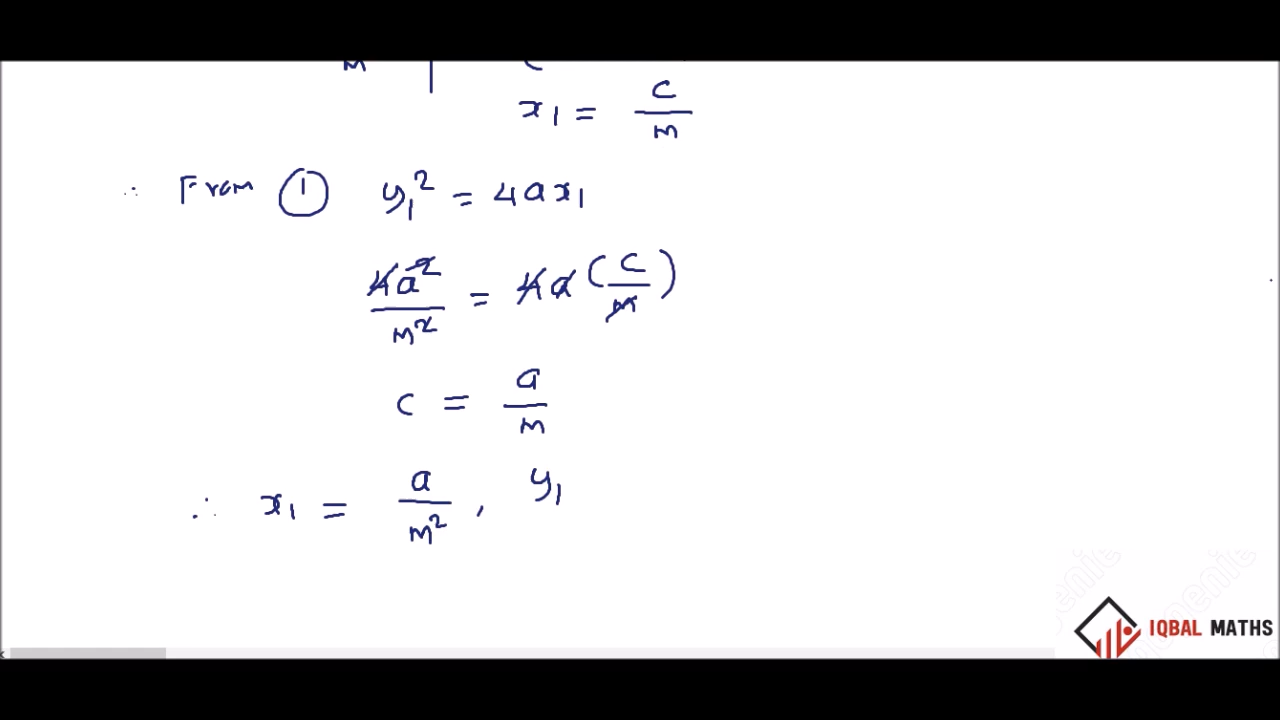 m
x₁ = c/m
∴ From ① y₁² = 4ax₁
4a²/m² = 4a(c/m)
c = a/m
∴ x₁ = a/m², y₁
IQBAL MATHS